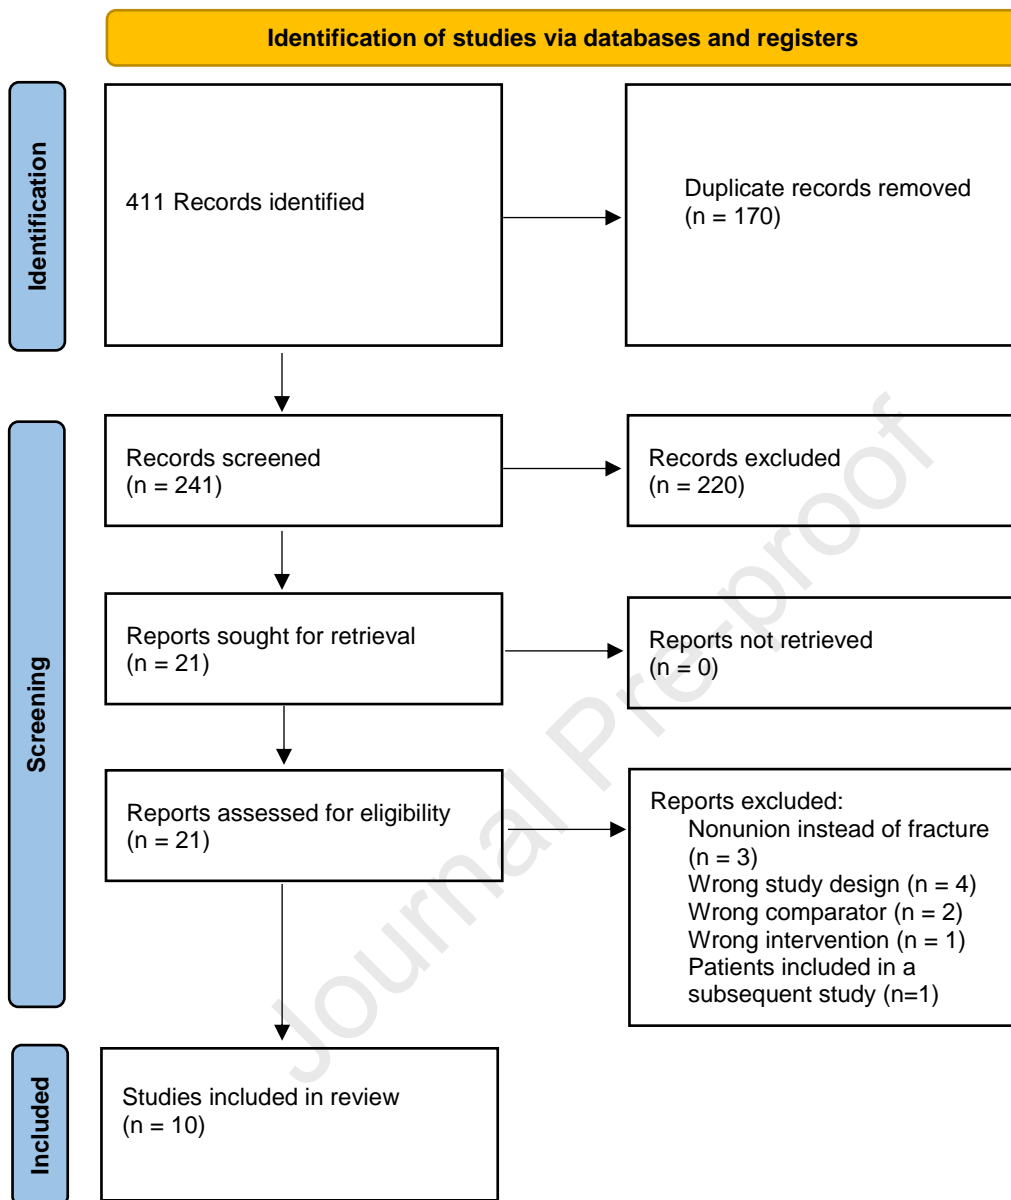 Identification of studies via databases and registers
Identification
411 Records identified
Duplicate records removed
(n = 170)
Screening
Records screened
(n = 241)
Records excluded
(n = 220)
Reports sought for retrieval
(n = 21)
Reports not retrieved
(n = 0)
Reports assessed for eligibility
(n = 21)
Reports excluded:
Nonunion instead of fracture
(n = 3)
Wrong study design (n = 4)
Wrong comparator (n = 2)
Wrong intervention (n = 1)
Patients included in a
subsequent study (n=1)
Included
Studies included in review
(n = 10)
Journal Pre-proof